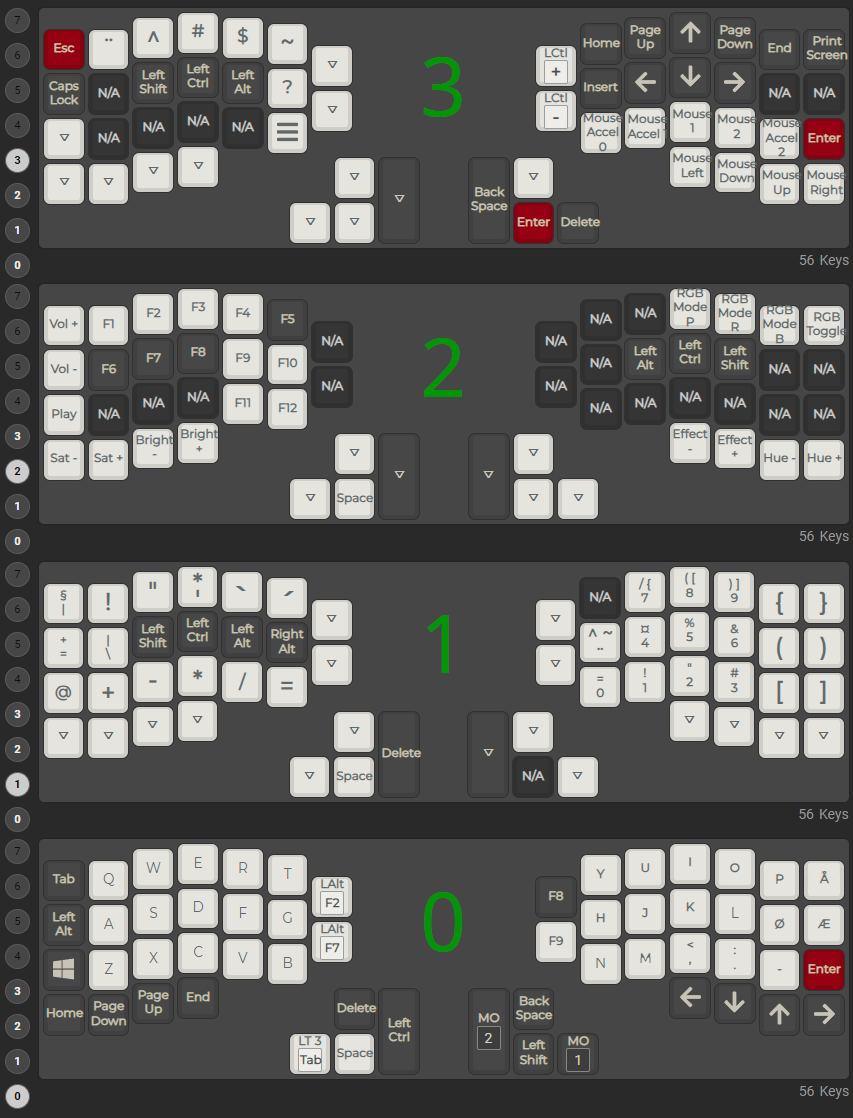 7 6 5 4 3 2 1 0
3
Esc ¨ ^ # $ ~ ▽
Caps Lock N/A Left Shift Left Ctrl Left Alt ? ▽
▽ N/A N/A N/A N/A ☰
▽ ▽ ▽ ▽
▽ ▽
▽ ▽
LCtl + Home Page Up ↑ Page Down End Print Screen
LCtl - Insert ← ↓ → N/A N/A
Mouse Accel 0 Mouse Accel Mouse 1 Mouse 2 Mouse Accel 2 Enter
Mouse Left Mouse Down Mouse Up Mouse Right
Back Space ▽
Enter Delete
56 Keys
7 6 5 4 3 2 1 0
2
Vol + F1 F2 F3 F4 F5 N/A
Vol - F6 F7 F8 F9 F10 N/A
Play N/A N/A N/A F11 F12
Sat - Sat + Bright - Bright +
▽ ▽
▽ Space
N/A N/A N/A RGB Mode P RGB Mode R RGB Mode B RGB Toggle
N/A N/A Left Alt Left Ctrl Left Shift N/A N/A
N/A N/A N/A N/A N/A N/A
Effect - Effect + Hue - Hue +
▽ ▽
▽ ▽
56 Keys
7 6 5 4 3 2 1 0
1
§ | ! " * ' ` ´ ▽
+ = | \ Left Shift Left Ctrl Left Alt Right Alt ▽
@ + - * / =
▽ ▽ ▽ ▽
▽ Delete
▽ Space
▽ N/A / { 7 ( [ 8 ) ] 9 { }
▽ ^ ~ ¨ ¤ 4 % 5 & 6 ( )
= 0 ! 1 " 2 # 3 [ ]
▽ ▽ ▽ ▽
▽ ▽
N/A ▽
56 Keys
7 6 5 4 3 2 1 0
0
Tab Q W E R T LAlt F2
Left Alt A S D F G LAlt F7
Z X C V B
Home Page Down Page Up End
Delete Left Ctrl
LT 3 Tab Space
F8 Y U I O P Å
F9 H J K L Ø Æ
N M < , : . - Enter
← ↓ ↑ →
MO 2 Back Space
Left Shift MO 1
56 Keys